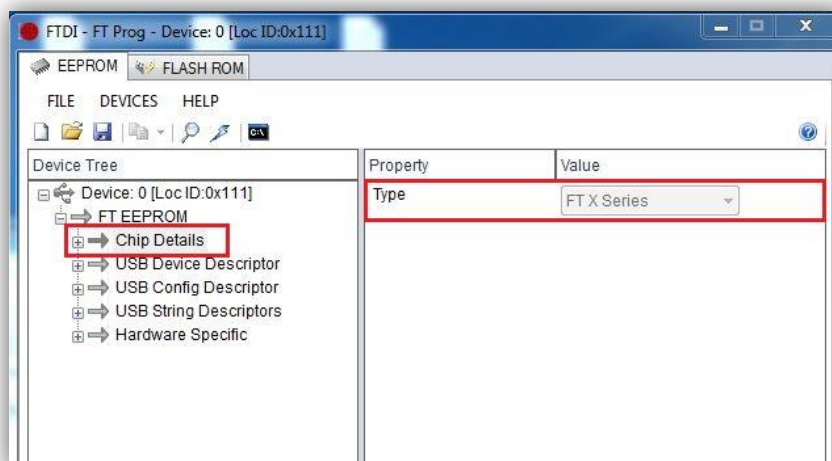 FTDI - FT Prog - Device: 0 [Loc ID:0x111]
EEPROM FLASH ROM
FILE DEVICES HELP
C:\
Device Tree Property Value
Device: 0 [Loc ID:0x111] Type FT X Series
FT EEPROM
Chip Details
USB Device Descriptor
USB Config Descriptor
USB String Descriptors
Hardware Specific